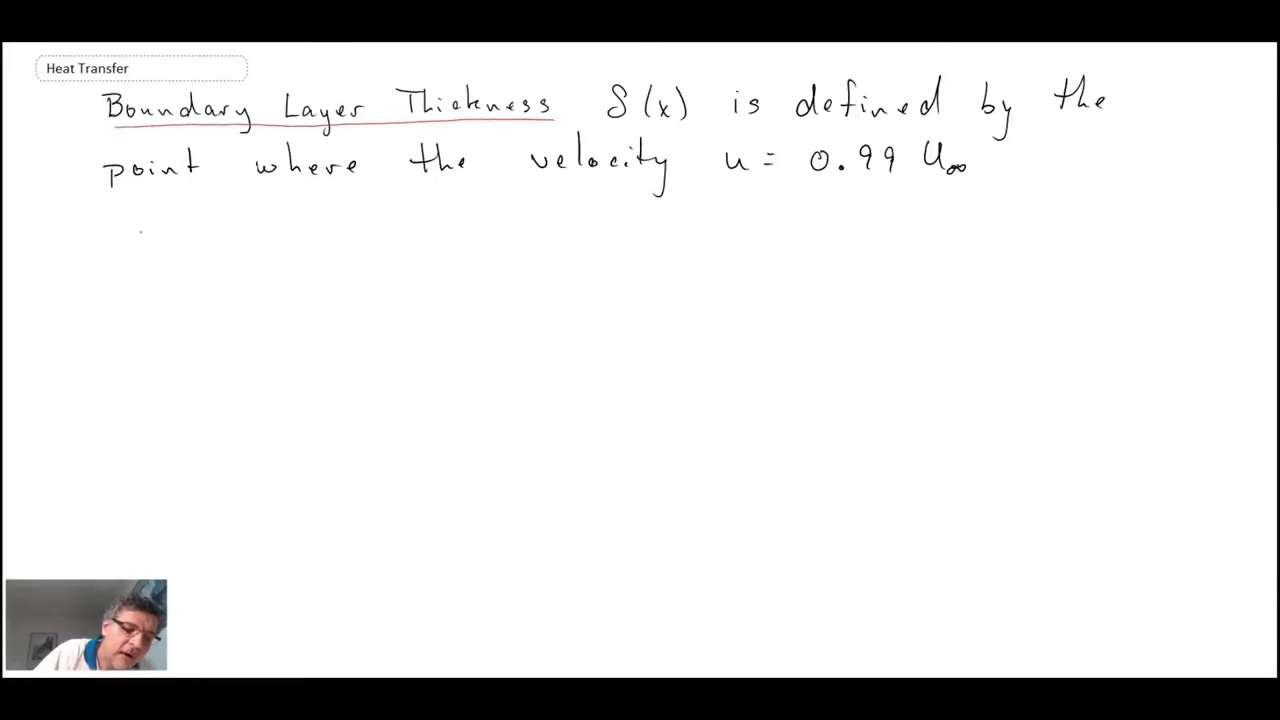 Heat Transfer
Boundary Layer Thickness δ(x) is defined by the
point where the velocity u = 0.99 U∞